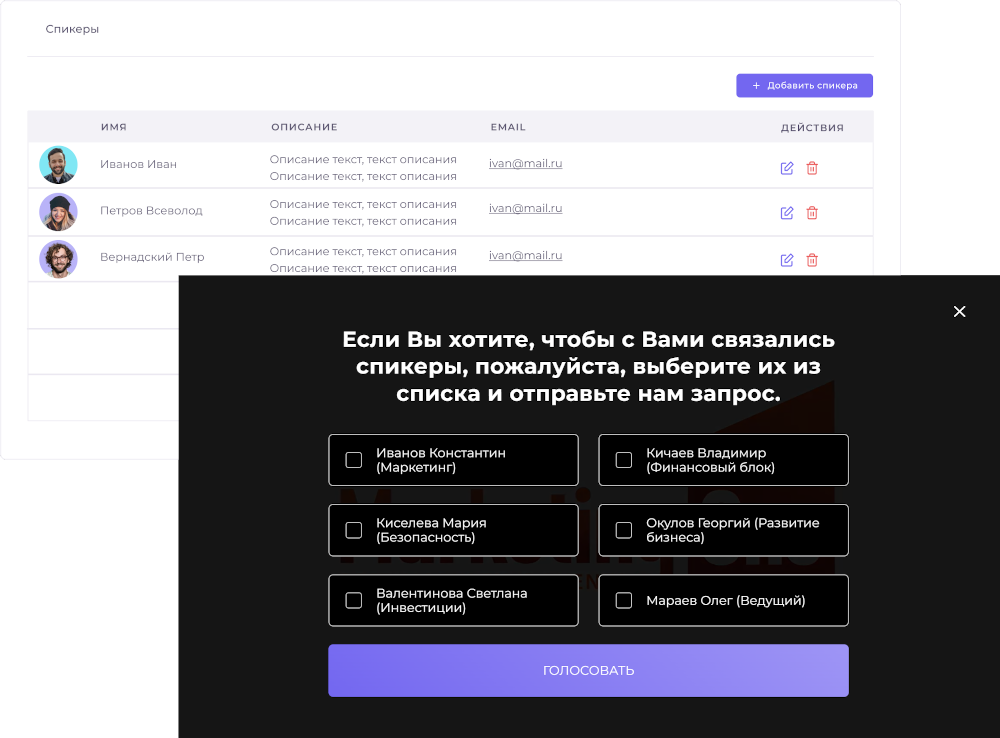 Спикеры
+ Добавить спикера
ИМЯ ОПИСАНИЕ EMAIL ДЕЙСТВИЯ
Иванов Иван
Описание текст, текст описания
Описание текст, текст описания
ivan@mail.ru
Петров Всеволод
Описание текст, текст описания
Описание текст, текст описания
ivan@mail.ru
Вернадский Петр
Описание текст, текст описания
Описание текст, текст описания
ivan@mail.ru
Если Вы хотите, чтобы с Вами связались
спикеры, пожалуйста, выберите их из
списка и отправьте нам запрос.
Иванов Константин
(Маркетинг)
Кичаев Владимир
(Финансовый блок)
Киселева Мария
(Безопасность)
Окулов Георгий (Развитие
бизнеса)
Валентинова Светлана
(Инвестиции)
Мараев Олег (Ведущий)
ГОЛОСОВАТЬ